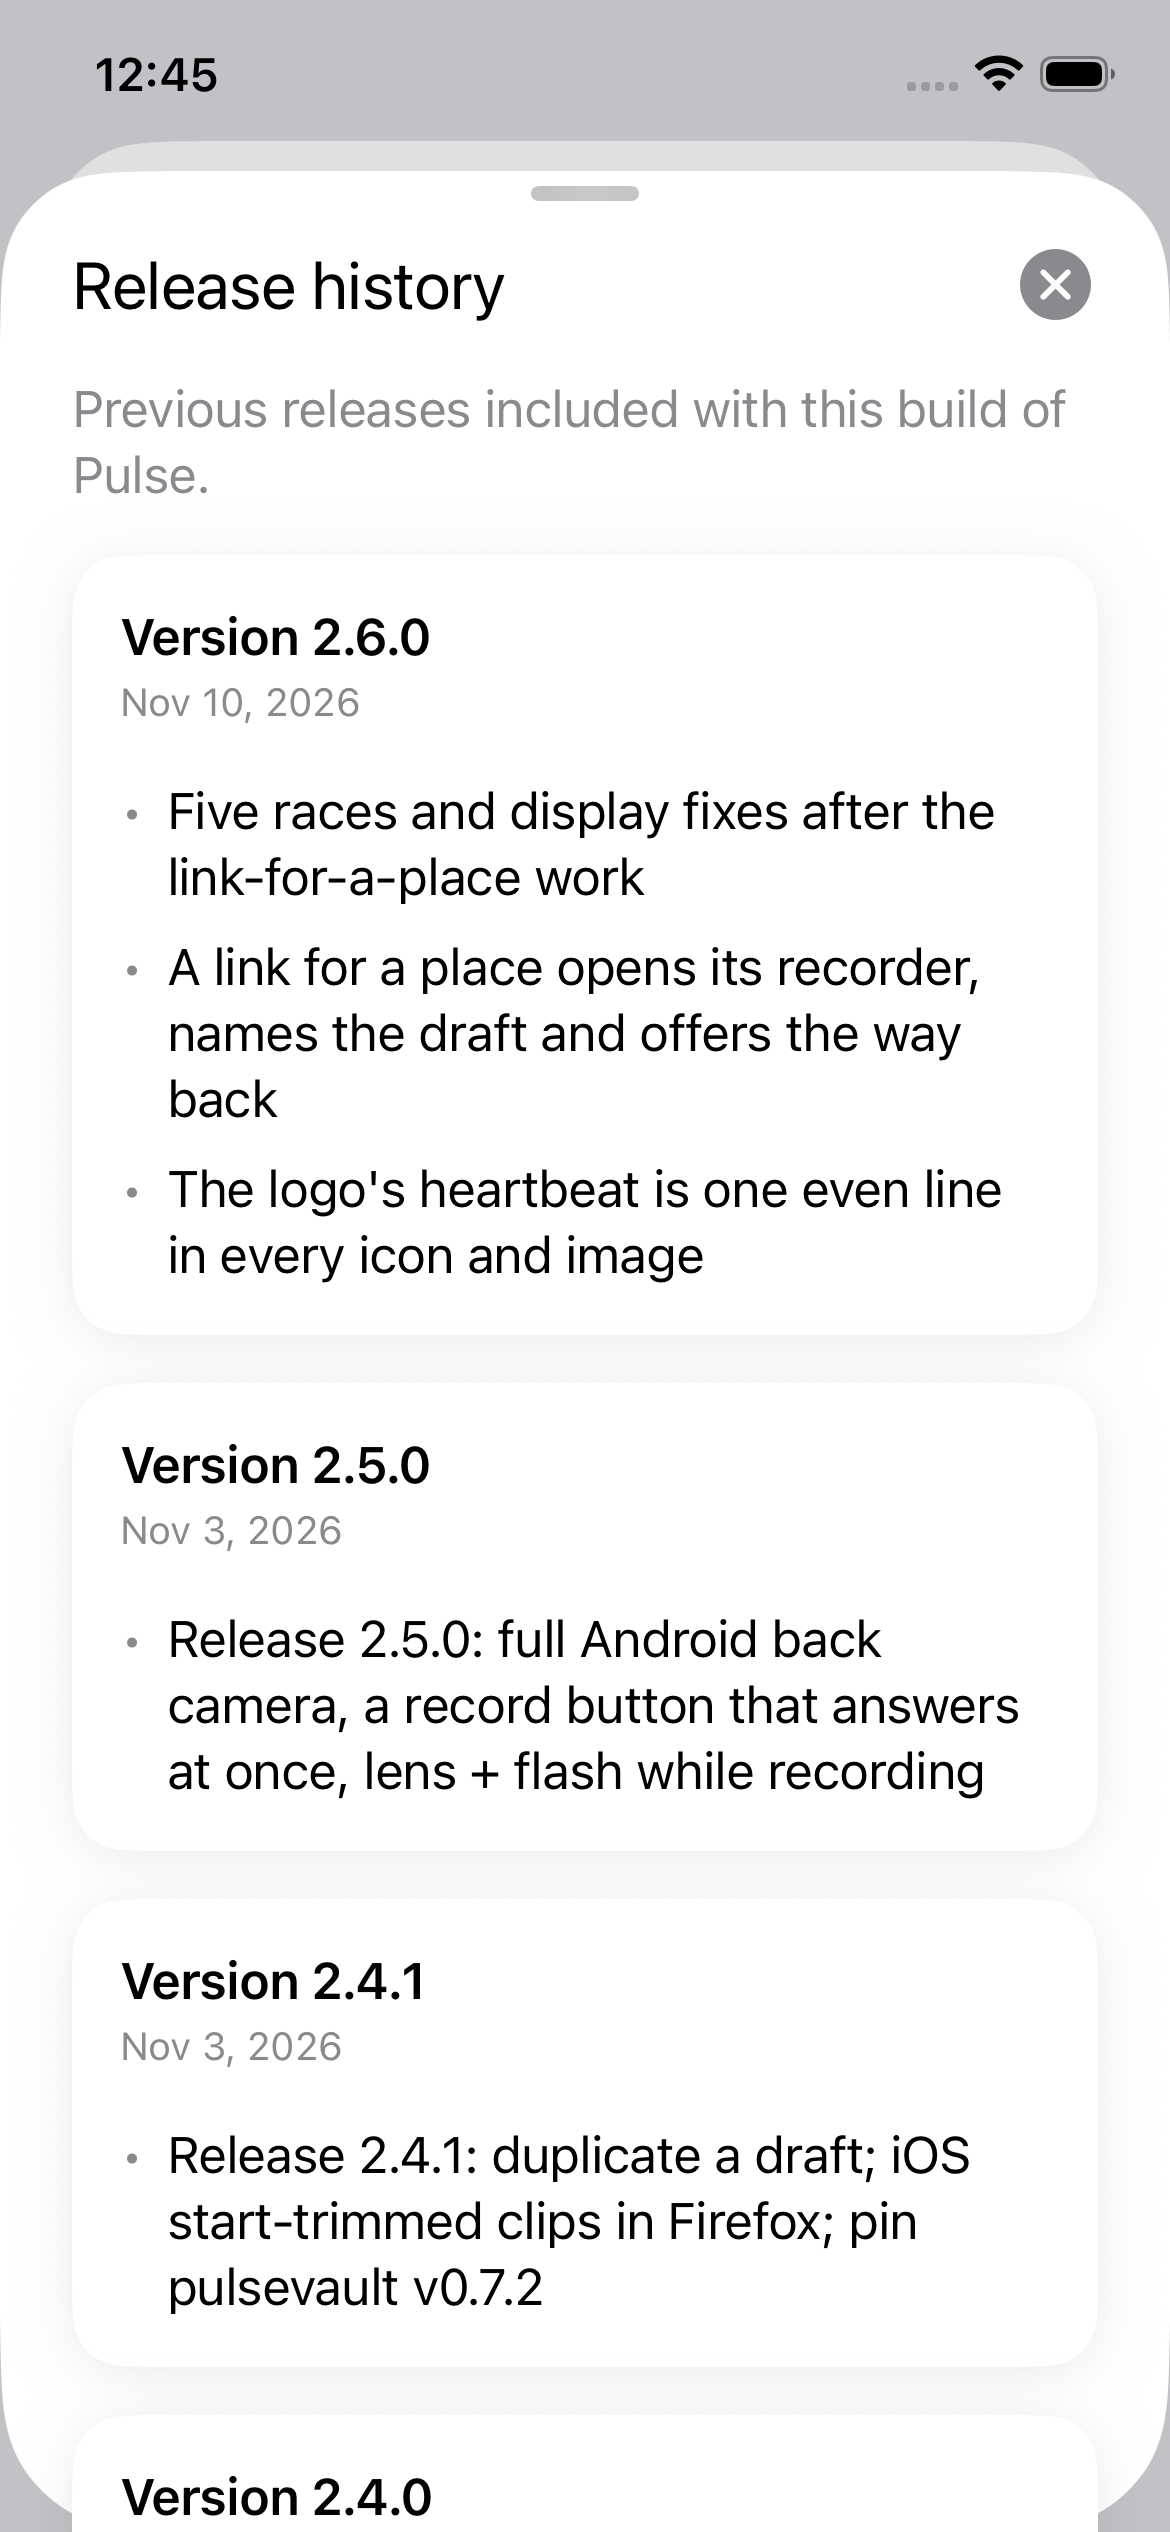 12:45
Release history
Previous releases included with this build of
Pulse.
Version 2.6.0
Nov 10, 2026
• Five races and display fixes after the
link-for-a-place work
• A link for a place opens its recorder,
names the draft and offers the way
back
• The logo's heartbeat is one even line
in every icon and image
Version 2.5.0
Nov 3, 2026
• Release 2.5.0: full Android back
camera, a record button that answers
at once, lens + flash while recording
Version 2.4.1
Nov 3, 2026
• Release 2.4.1: duplicate a draft; iOS
start-trimmed clips in Firefox; pin
pulsevault v0.7.2
Version 2.4.0